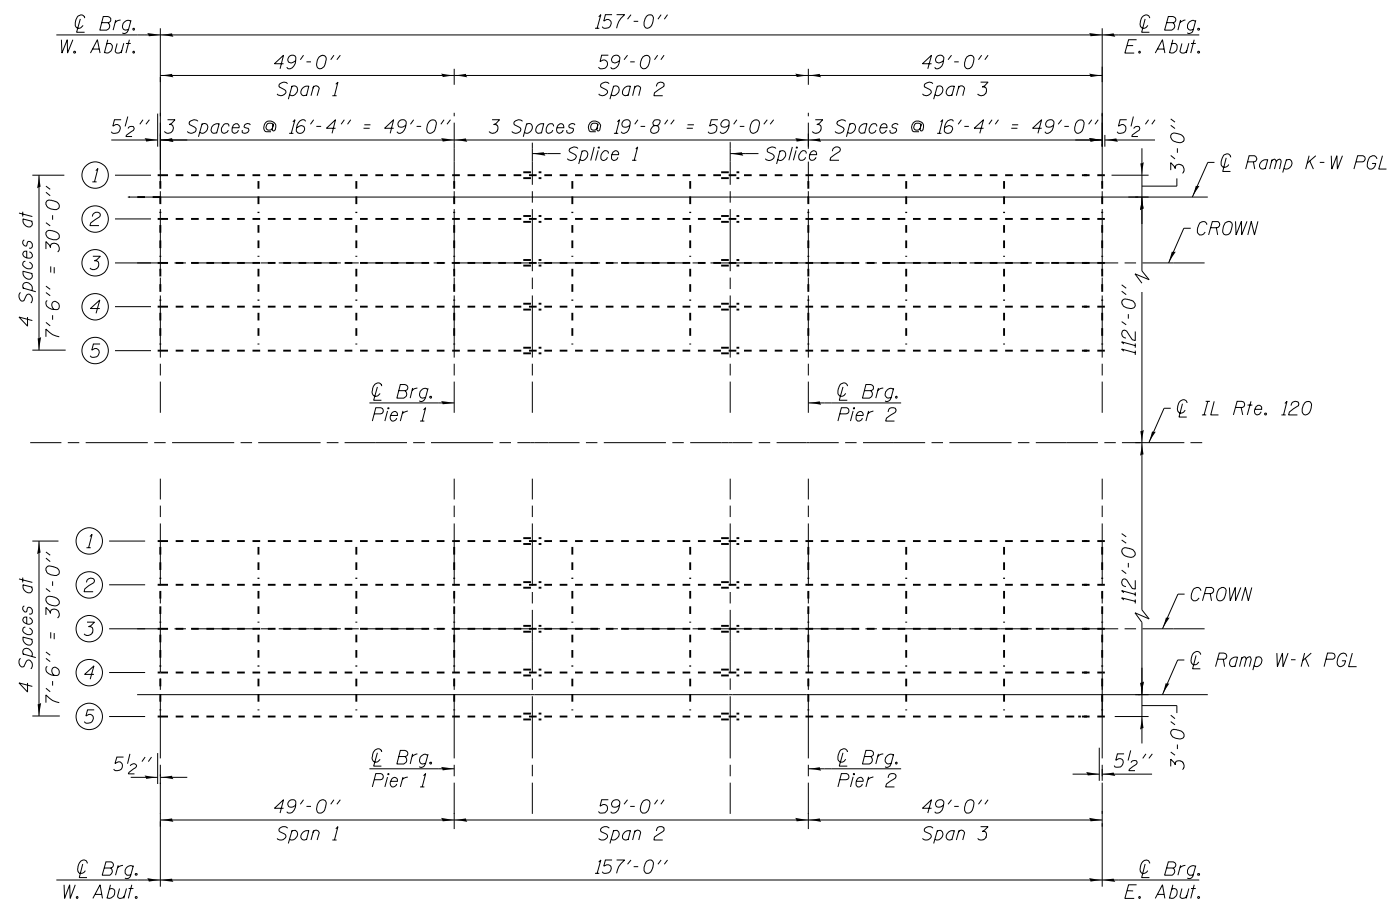 ℄ Brg.
W. Abut.
157'-0''
℄ Brg.
E. Abut.
49'-0''
Span 1
59'-0''
Span 2
49'-0''
Span 3
5½''
3 Spaces @ 16'-4'' = 49'-0''
3 Spaces @ 19'-8'' = 59'-0''
3 Spaces @ 16'-4'' = 49'-0''
5½''
Splice 1
Splice 2
3'-0''
℄ Ramp K-W PGL
CROWN
4 Spaces at
7'-6'' = 30'-0''
1
2
3
4
5
112'-0''
℄ Brg.
Pier 1
℄ Brg.
Pier 2
℄ IL Rte. 120
4 Spaces at
7'-6'' = 30'-0''
1
2
3
4
5
112'-0''
CROWN
℄ Ramp W-K PGL
3'-0''
5½''
℄ Brg.
Pier 1
℄ Brg.
Pier 2
5½''
49'-0''
Span 1
59'-0''
Span 2
49'-0''
Span 3
℄ Brg.
W. Abut.
157'-0''
℄ Brg.
E. Abut.